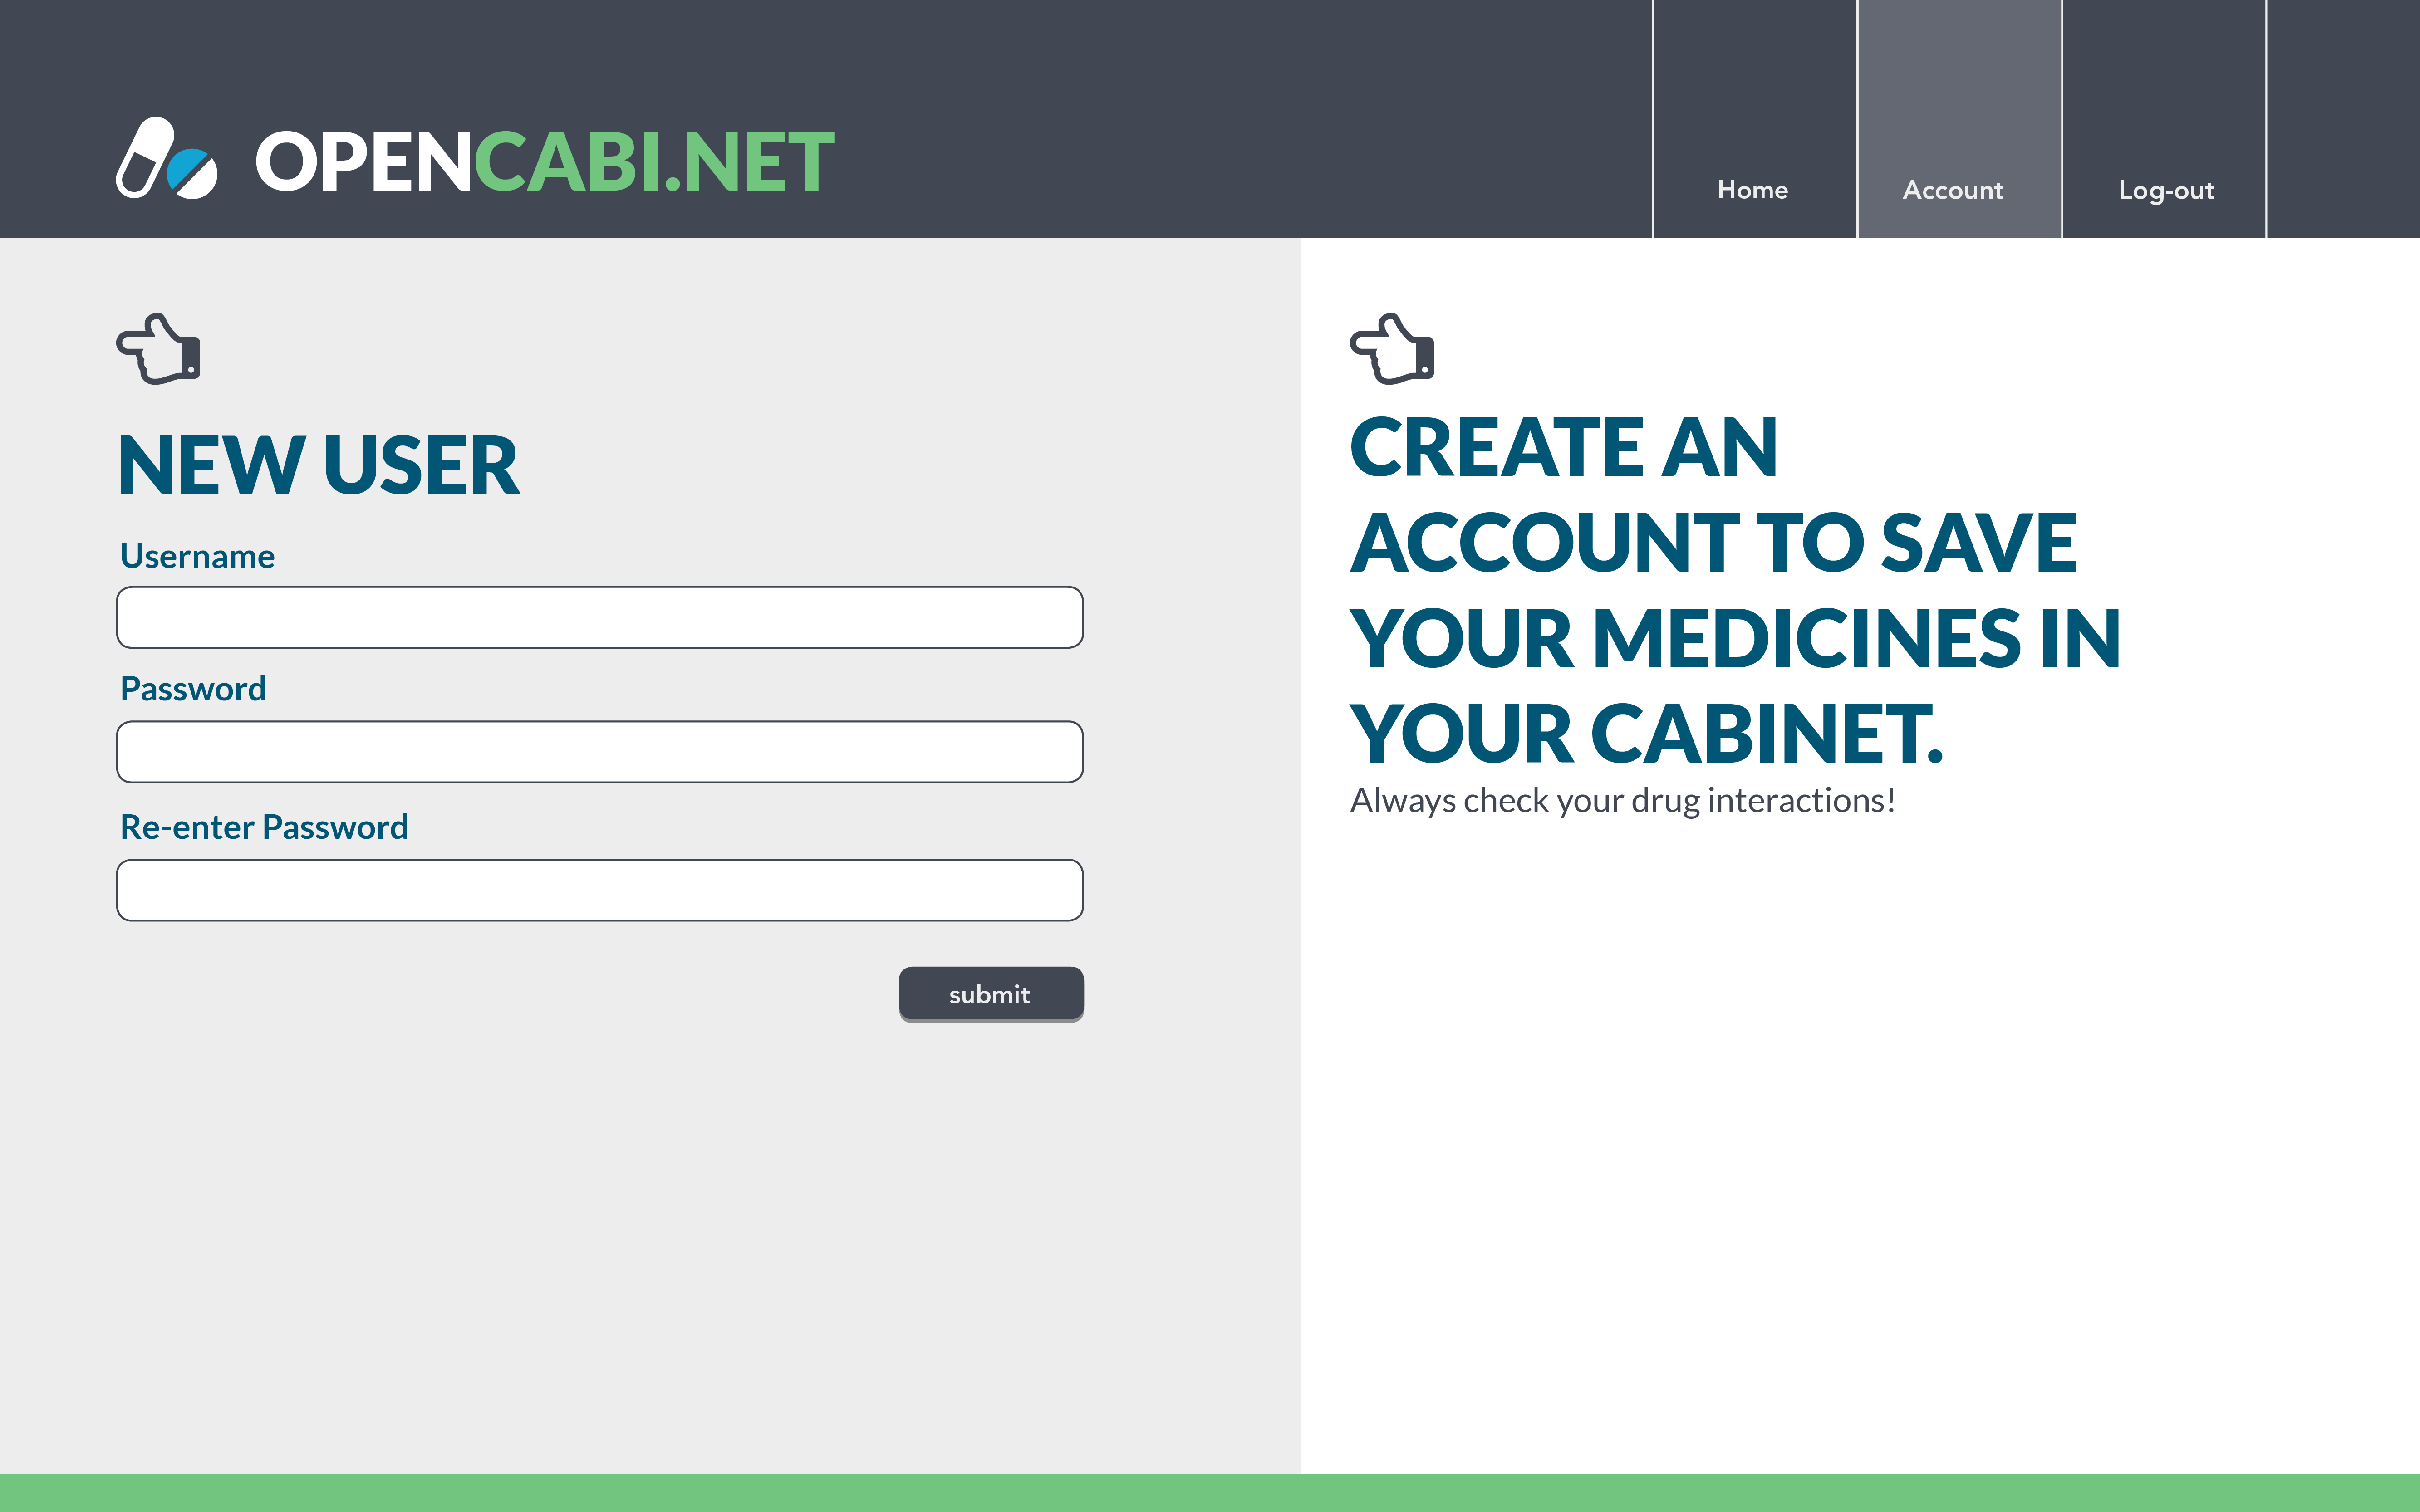 OPENCABI.NET
Home
Account
Log-out
NEW USER
Username
Password
Re-enter Password
submit
CREATE AN
ACCOUNT TO SAVE
YOUR MEDICINES IN
YOUR CABINET.
Always check your drug interactions!